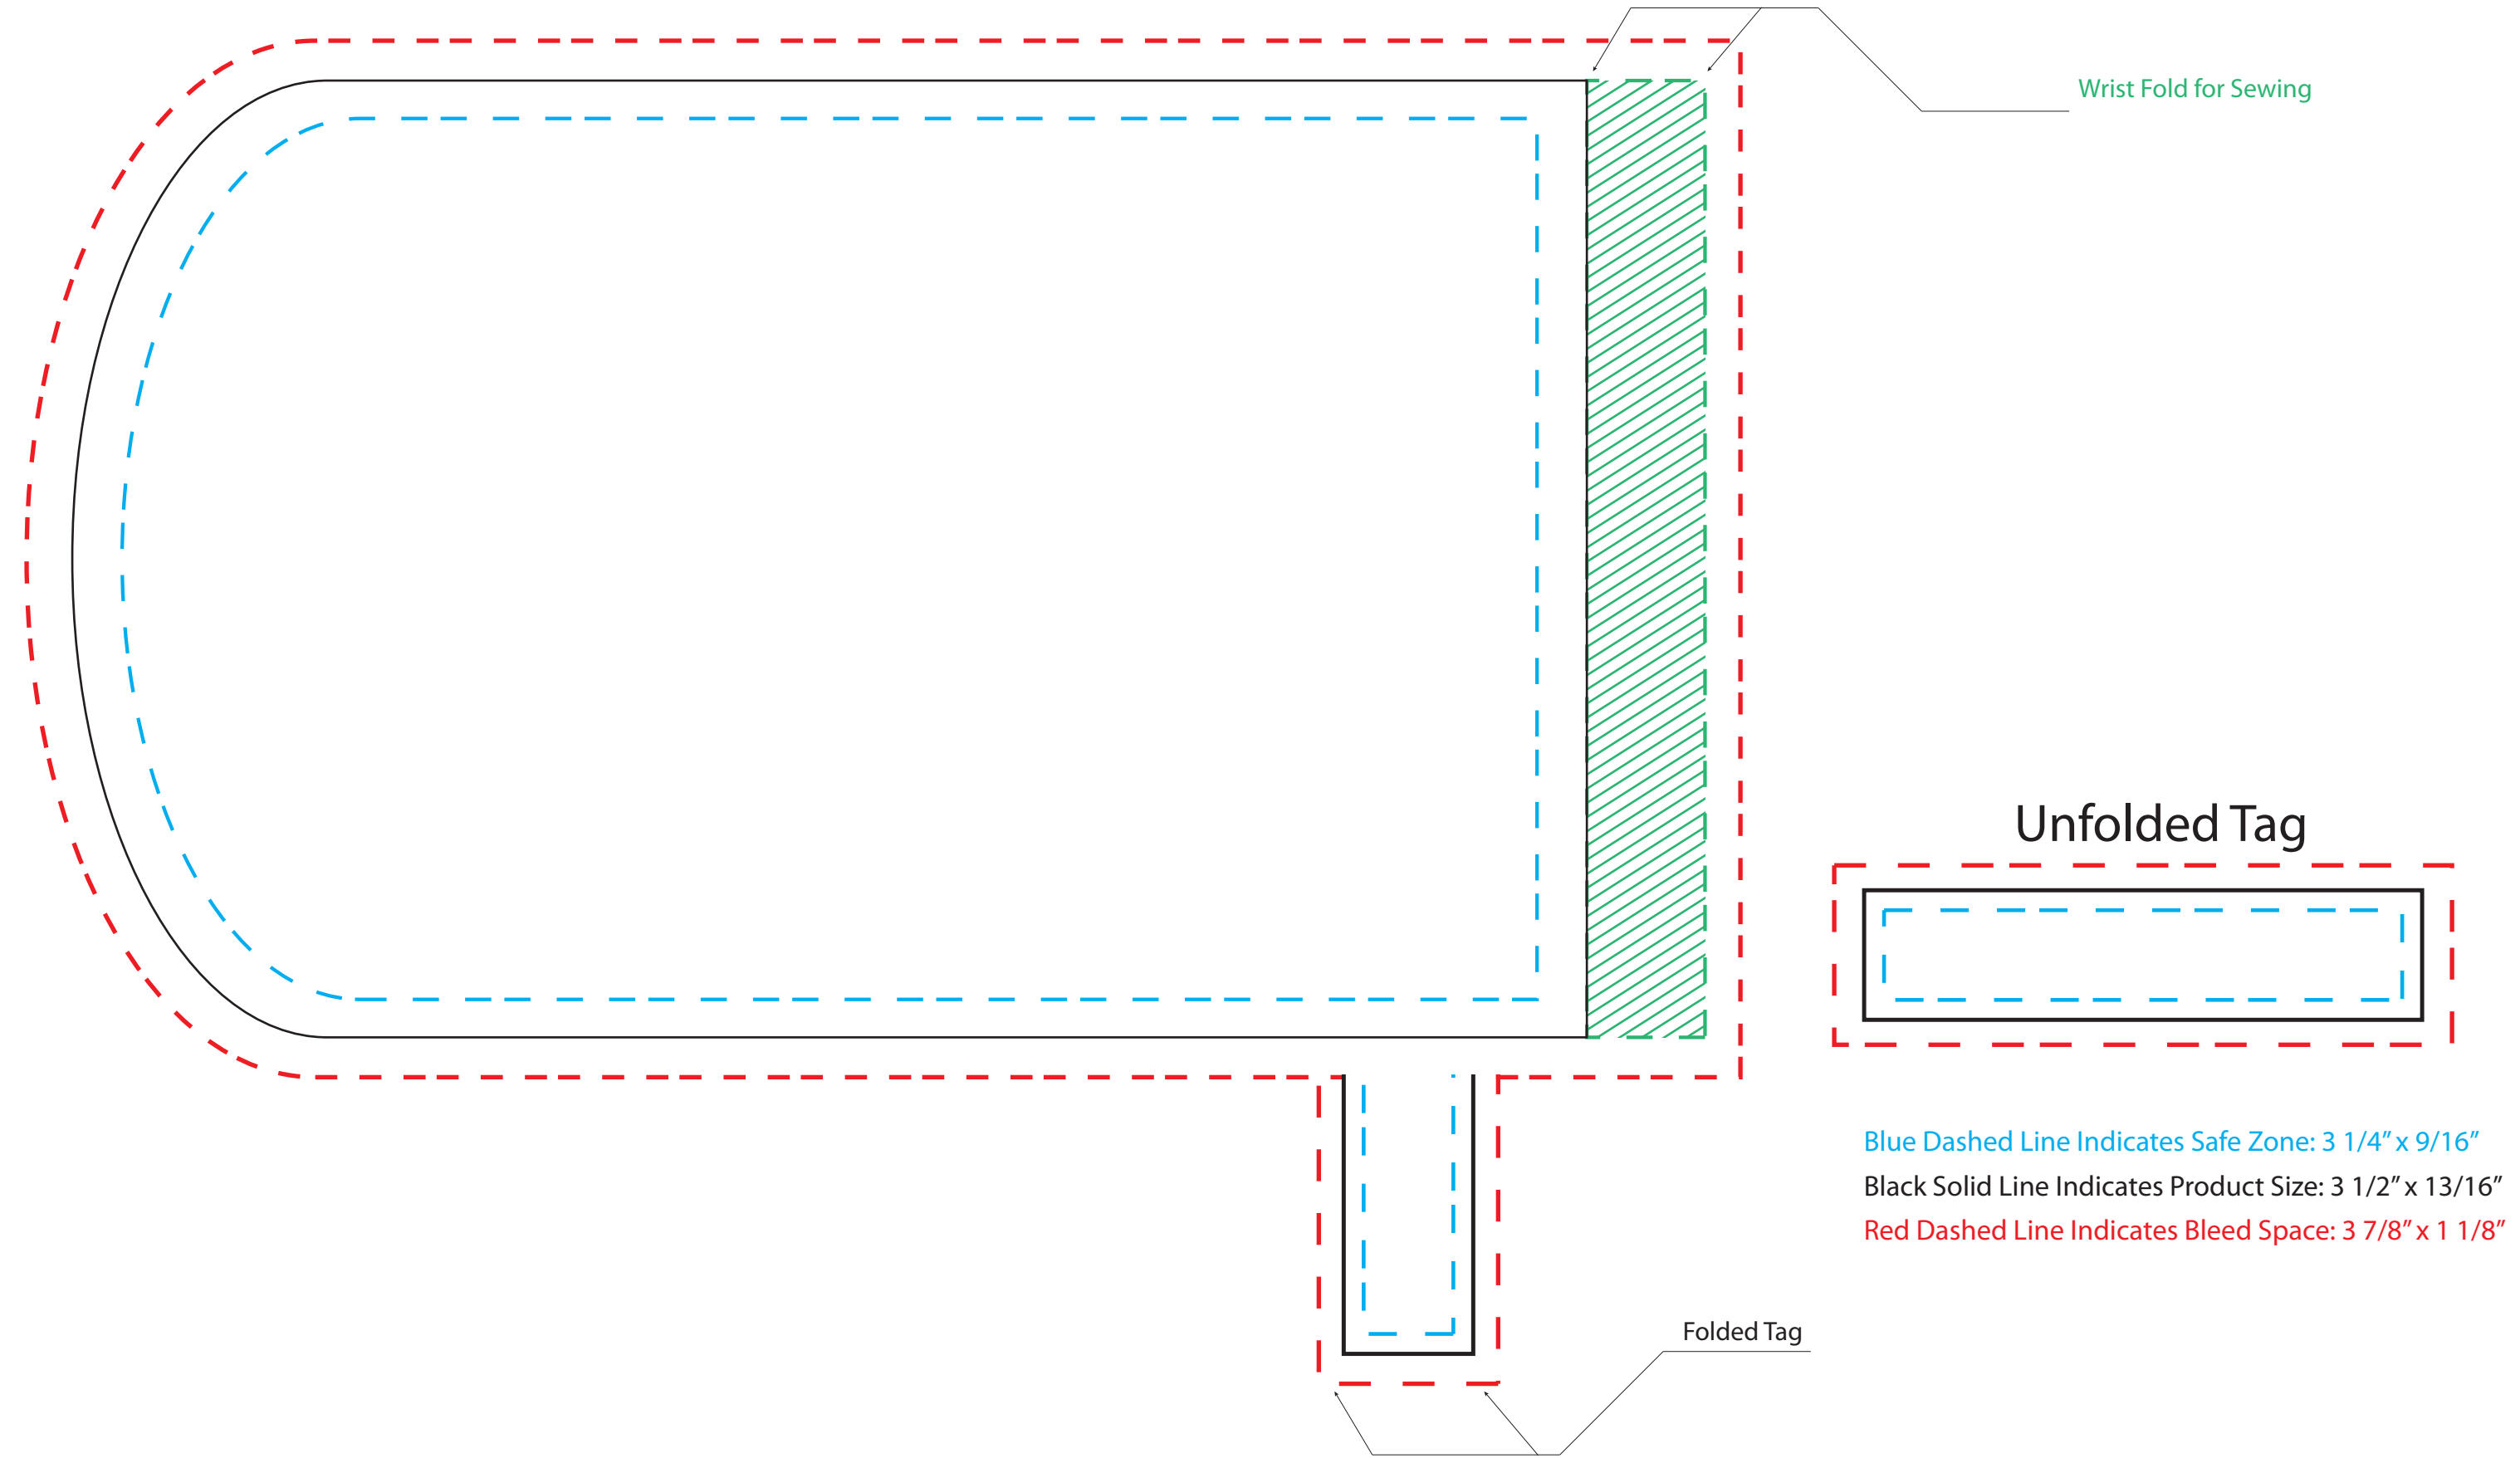 Wrist Fold for Sewing
Unfolded Tag
Blue Dashed Line Indicates Safe Zone: 3 1/4” x 9/16”
Black Solid Line Indicates Product Size: 3 1/2” x 13/16”
Red Dashed Line Indicates Bleed Space: 3 7/8” x 1 1/8”
Folded Tag